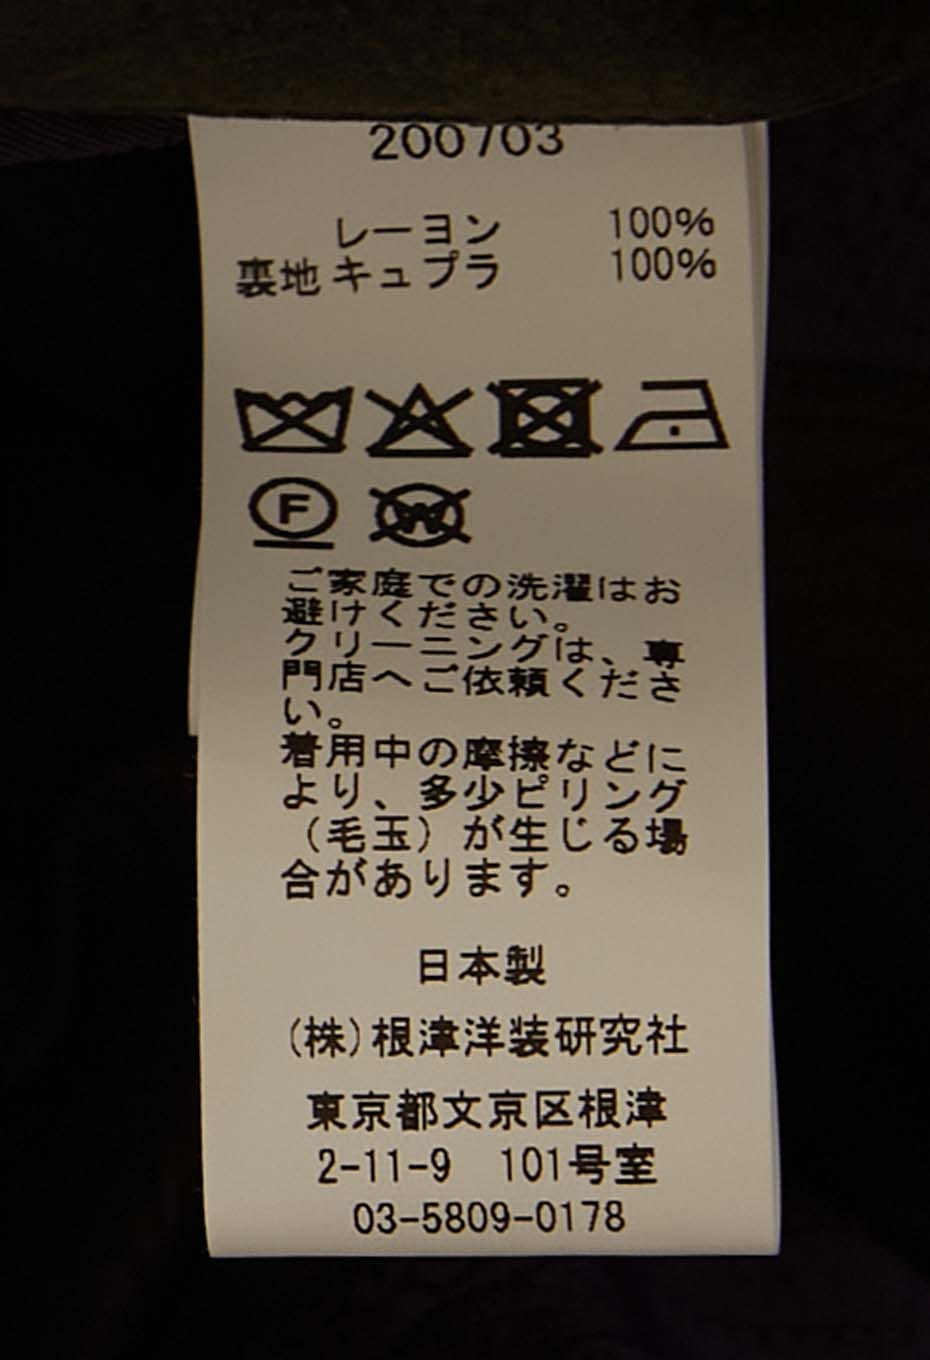 200703
レーヨン 100%
裏地 キュプラ 100%
F W
ご家庭での洗濯はお
避けください。
クリーニングは、専
門店へご依頼くださ
い。
着用中の摩擦などに
より、多少ピリング
（毛玉）が生じる場
合があります。
日本製
(株)根津洋装研究社
東京都文京区根津
2-11-9 101号室
03-5809-0178